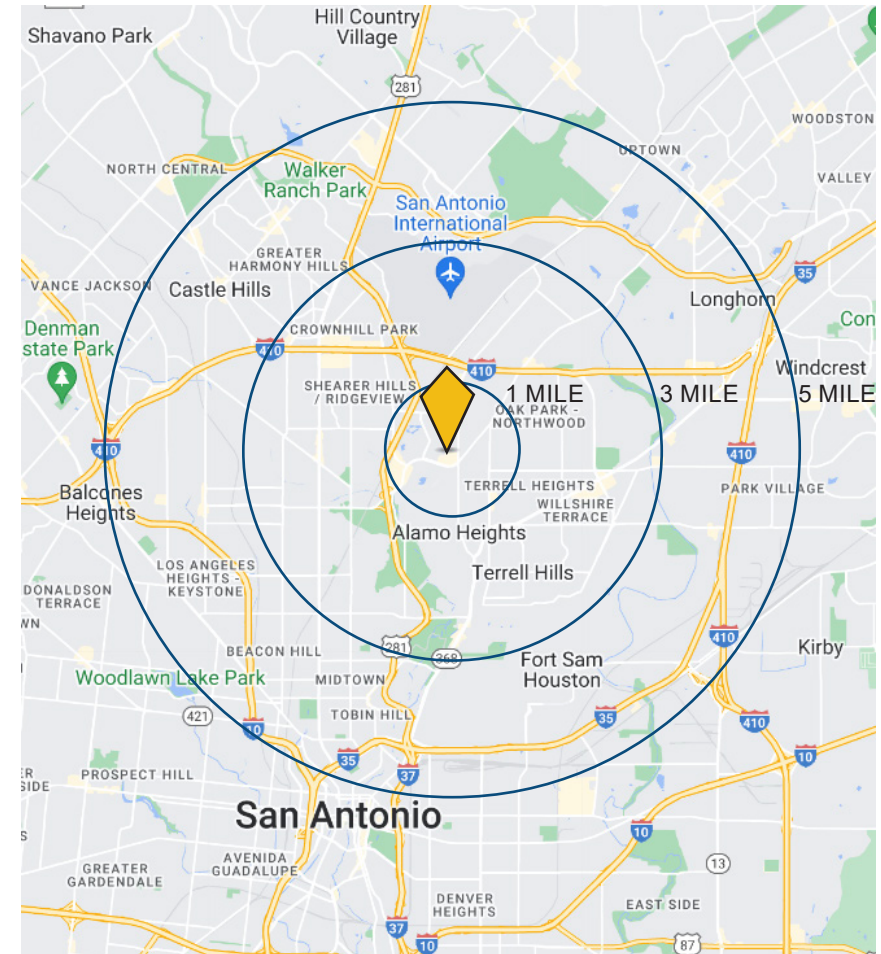 Hill Country
Village
Shavano Park
281
WOODSTON
UPTOWN
NORTH CENTRAL
Walker
Ranch Park
VALLEY
San Antonio
International
Airport
GREATER
HARMONY HILLS
35
VANCE JACKSON
Castle Hills
Longhorn
Denman
state Park
CROWNHILL PARK
Con
410
410
Windcrest
SHEARER HILLS
/ RIDGEVIEW
1 MILE
3 MILE
5 MILE
OAK PARK -
NORTHWOOD
410
410
TERRELL HEIGHTS
PARK VILLAGE
Balcones
Heights
WILLSHIRE
TERRACE
Alamo Heights
LOS ANGELES
HEIGHTS -
KEYSTONE
Terrell Hills
DONALDSON
TERRACE
WN
410
281
368
BEACON HILL
Kirby
Fort Sam
Houston
Woodlawn Lake Park
MIDTOWN
421
TOBIN HILL
35
410
10
35
10
37
ER
SIDE
PROSPECT HILL
San Antonio
10
S
AVENIDA
GUADALUPE
13
GREATER
GARDENDALE
DENVER
HEIGHTS
EAST SIDE
37
10
87